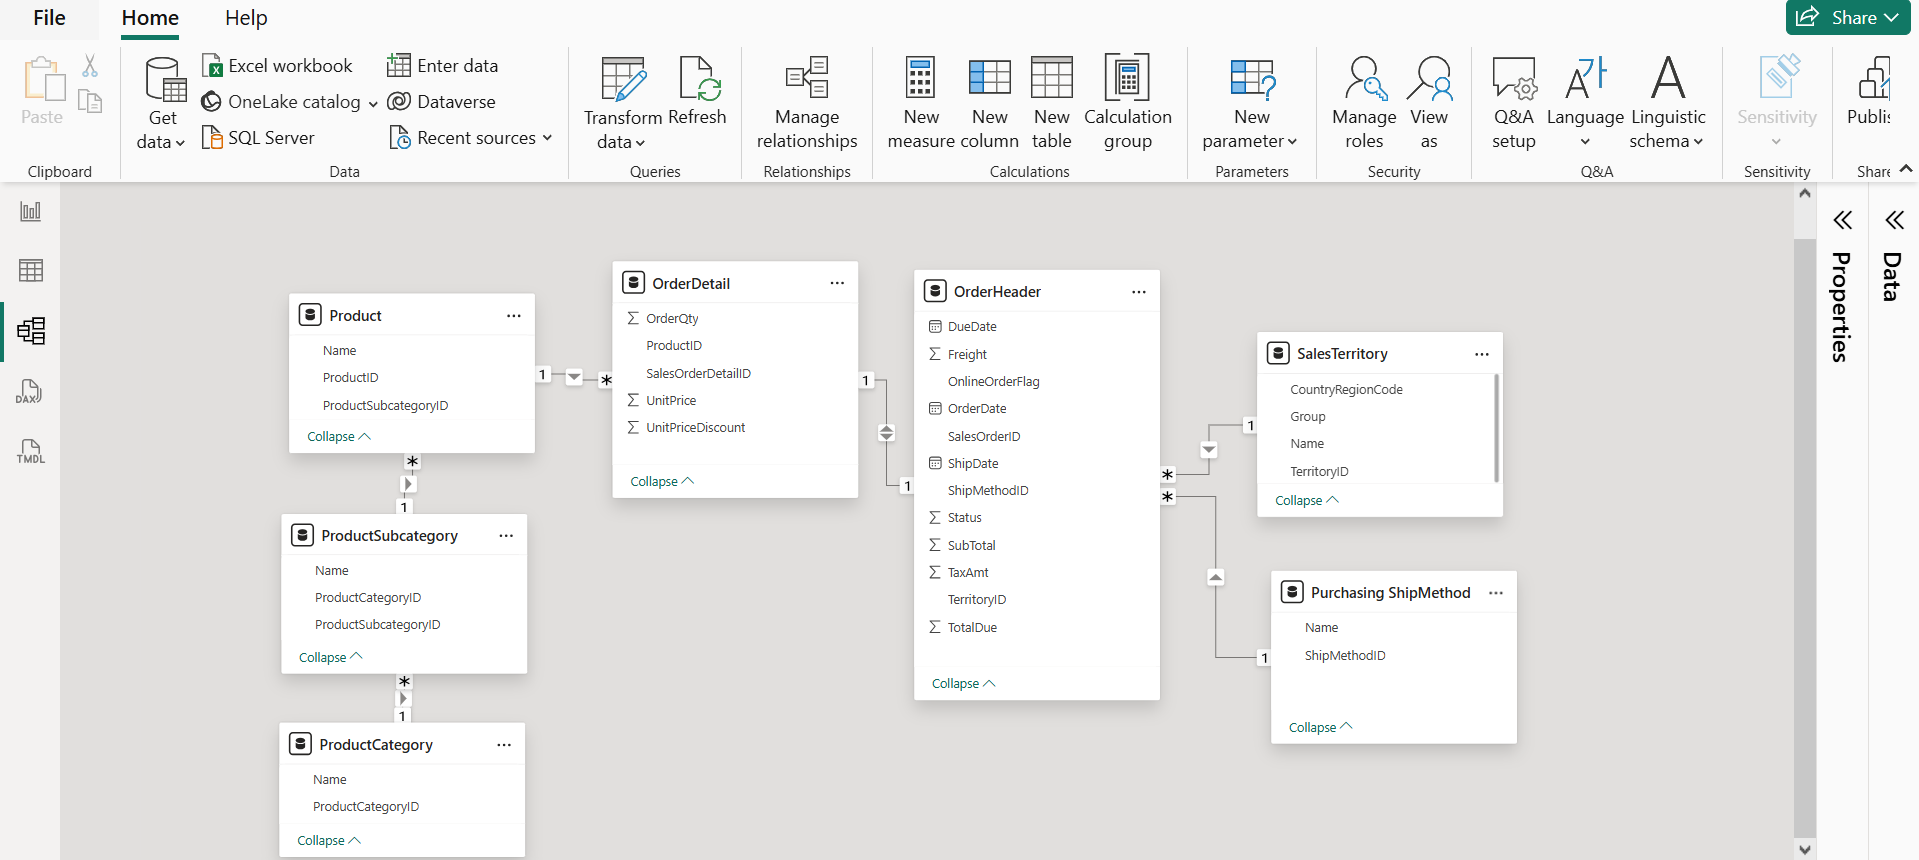 File
Home
Help
Share
Paste
Clipboard
Get
data
Excel workbook
OneLake catalog
SQL Server
Enter data
Dataverse
Recent sources
Data
Transform
data
Refresh
Queries
Manage
relationships
Relationships
New
measure
New
column
New
table
Calculation
group
Calculations
New
parameter
Parameters
Manage
roles
View
as
Security
Q&A
setup
Language
Linguistic
schema
Q&A
Sensitivity
Sensitivity
Publis
Share
DAX
TMDL
Product
Name
ProductID
ProductSubcategoryID
Collapse
1
*
OrderDetail
OrderQty
ProductID
SalesOrderDetailID
UnitPrice
UnitPriceDiscount
Collapse
1
1
OrderHeader
DueDate
Freight
OnlineOrderFlag
OrderDate
SalesOrderID
ShipDate
ShipMethodID
Status
SubTotal
TaxAmt
TerritoryID
TotalDue
Collapse
*
1
*
1
SalesTerritory
CountryRegionCode
Group
Name
TerritoryID
Collapse
Purchasing ShipMethod
Name
ShipMethodID
Collapse
*
1
ProductSubcategory
Name
ProductCategoryID
ProductSubcategoryID
Collapse
*
1
ProductCategory
Name
ProductCategoryID
Collapse
Properties
Data